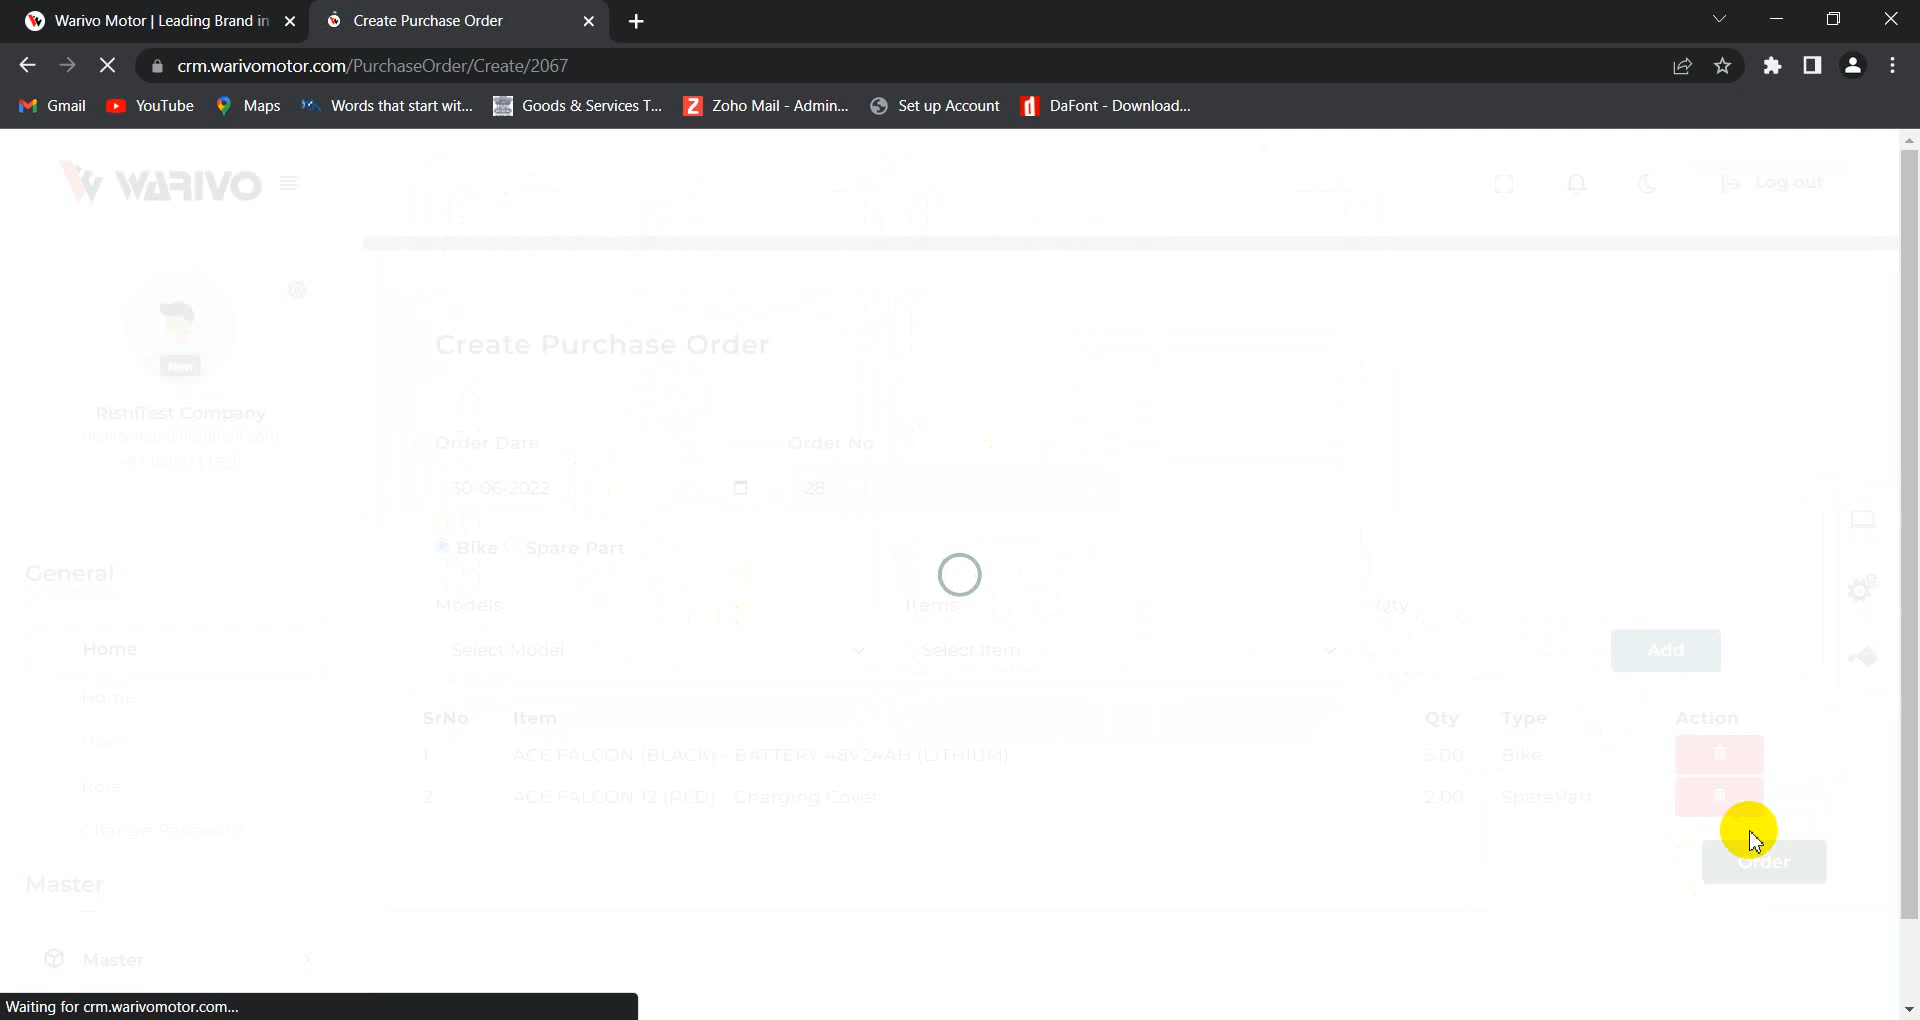 Warivo Motor | Leading Brand in
Create Purchase Order
crm.warivomotor.com/PurchaseOrder/Create/2067
Gmail
YouTube
Maps
Words that start wit...
Goods & Services T...
Zoho Mail - Admin...
Set up Account
DaFont - Download...
WARIVO
Log out
New
RishiTest Company
Create Purchase Order
Order Date
Order No
30-06-2022
28
Bike
Spare Part
General
Models
Items
Qty
Home
Select Model
Select Item
Add
Home
SrNo
Item
Qty
Type
Action
1
ACE FALCON (BLACK) - BATTERY 48V24AH (LITHIUM)
5.00
Bike
2
ACE FALCON 12 (RED) - Charging Cover
2.00
SparePart
Change Password
Order
Master
Master
Waiting for crm.warivomotor.com...